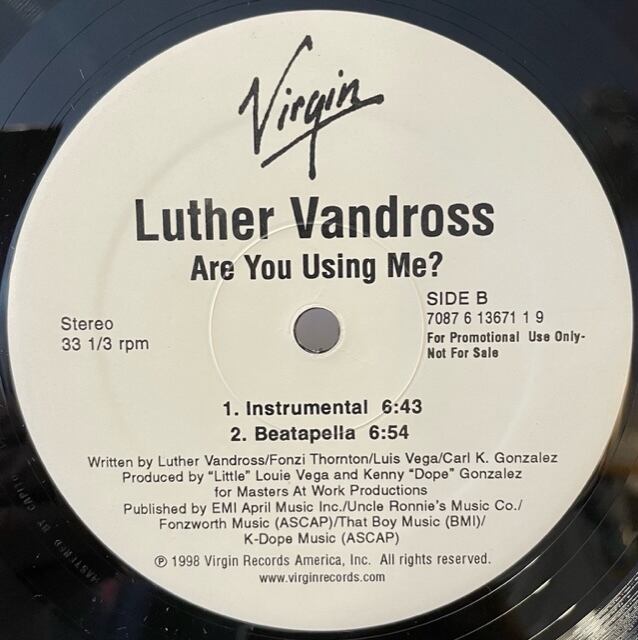 Virgin
Luther Vandross
Are You Using Me?
Stereo
33 1/3 rpm
SIDE B
7087 6 13671 1 9
For Promotional Use Only-
Not For Sale
1. Instrumental 6:43
2. Beatapella 6:54
Written by Luther Vandross/Fonzi Thornton/Luis Vega/Carl K. Gonzalez
Produced by "Little" Louie Vega and Kenny "Dope" Gonzalez
for Masters At Work Productions
Published by EMI April Music Inc./Uncle Ronnie's Music Co./
Fonzworth Music (ASCAP)/That Boy Music (BMI)/
K-Dope Music (ASCAP)
℗ 1998 Virgin Records America, Inc. All rights reserved.
www.virginrecords.com
MASTERED BY CAPITOL